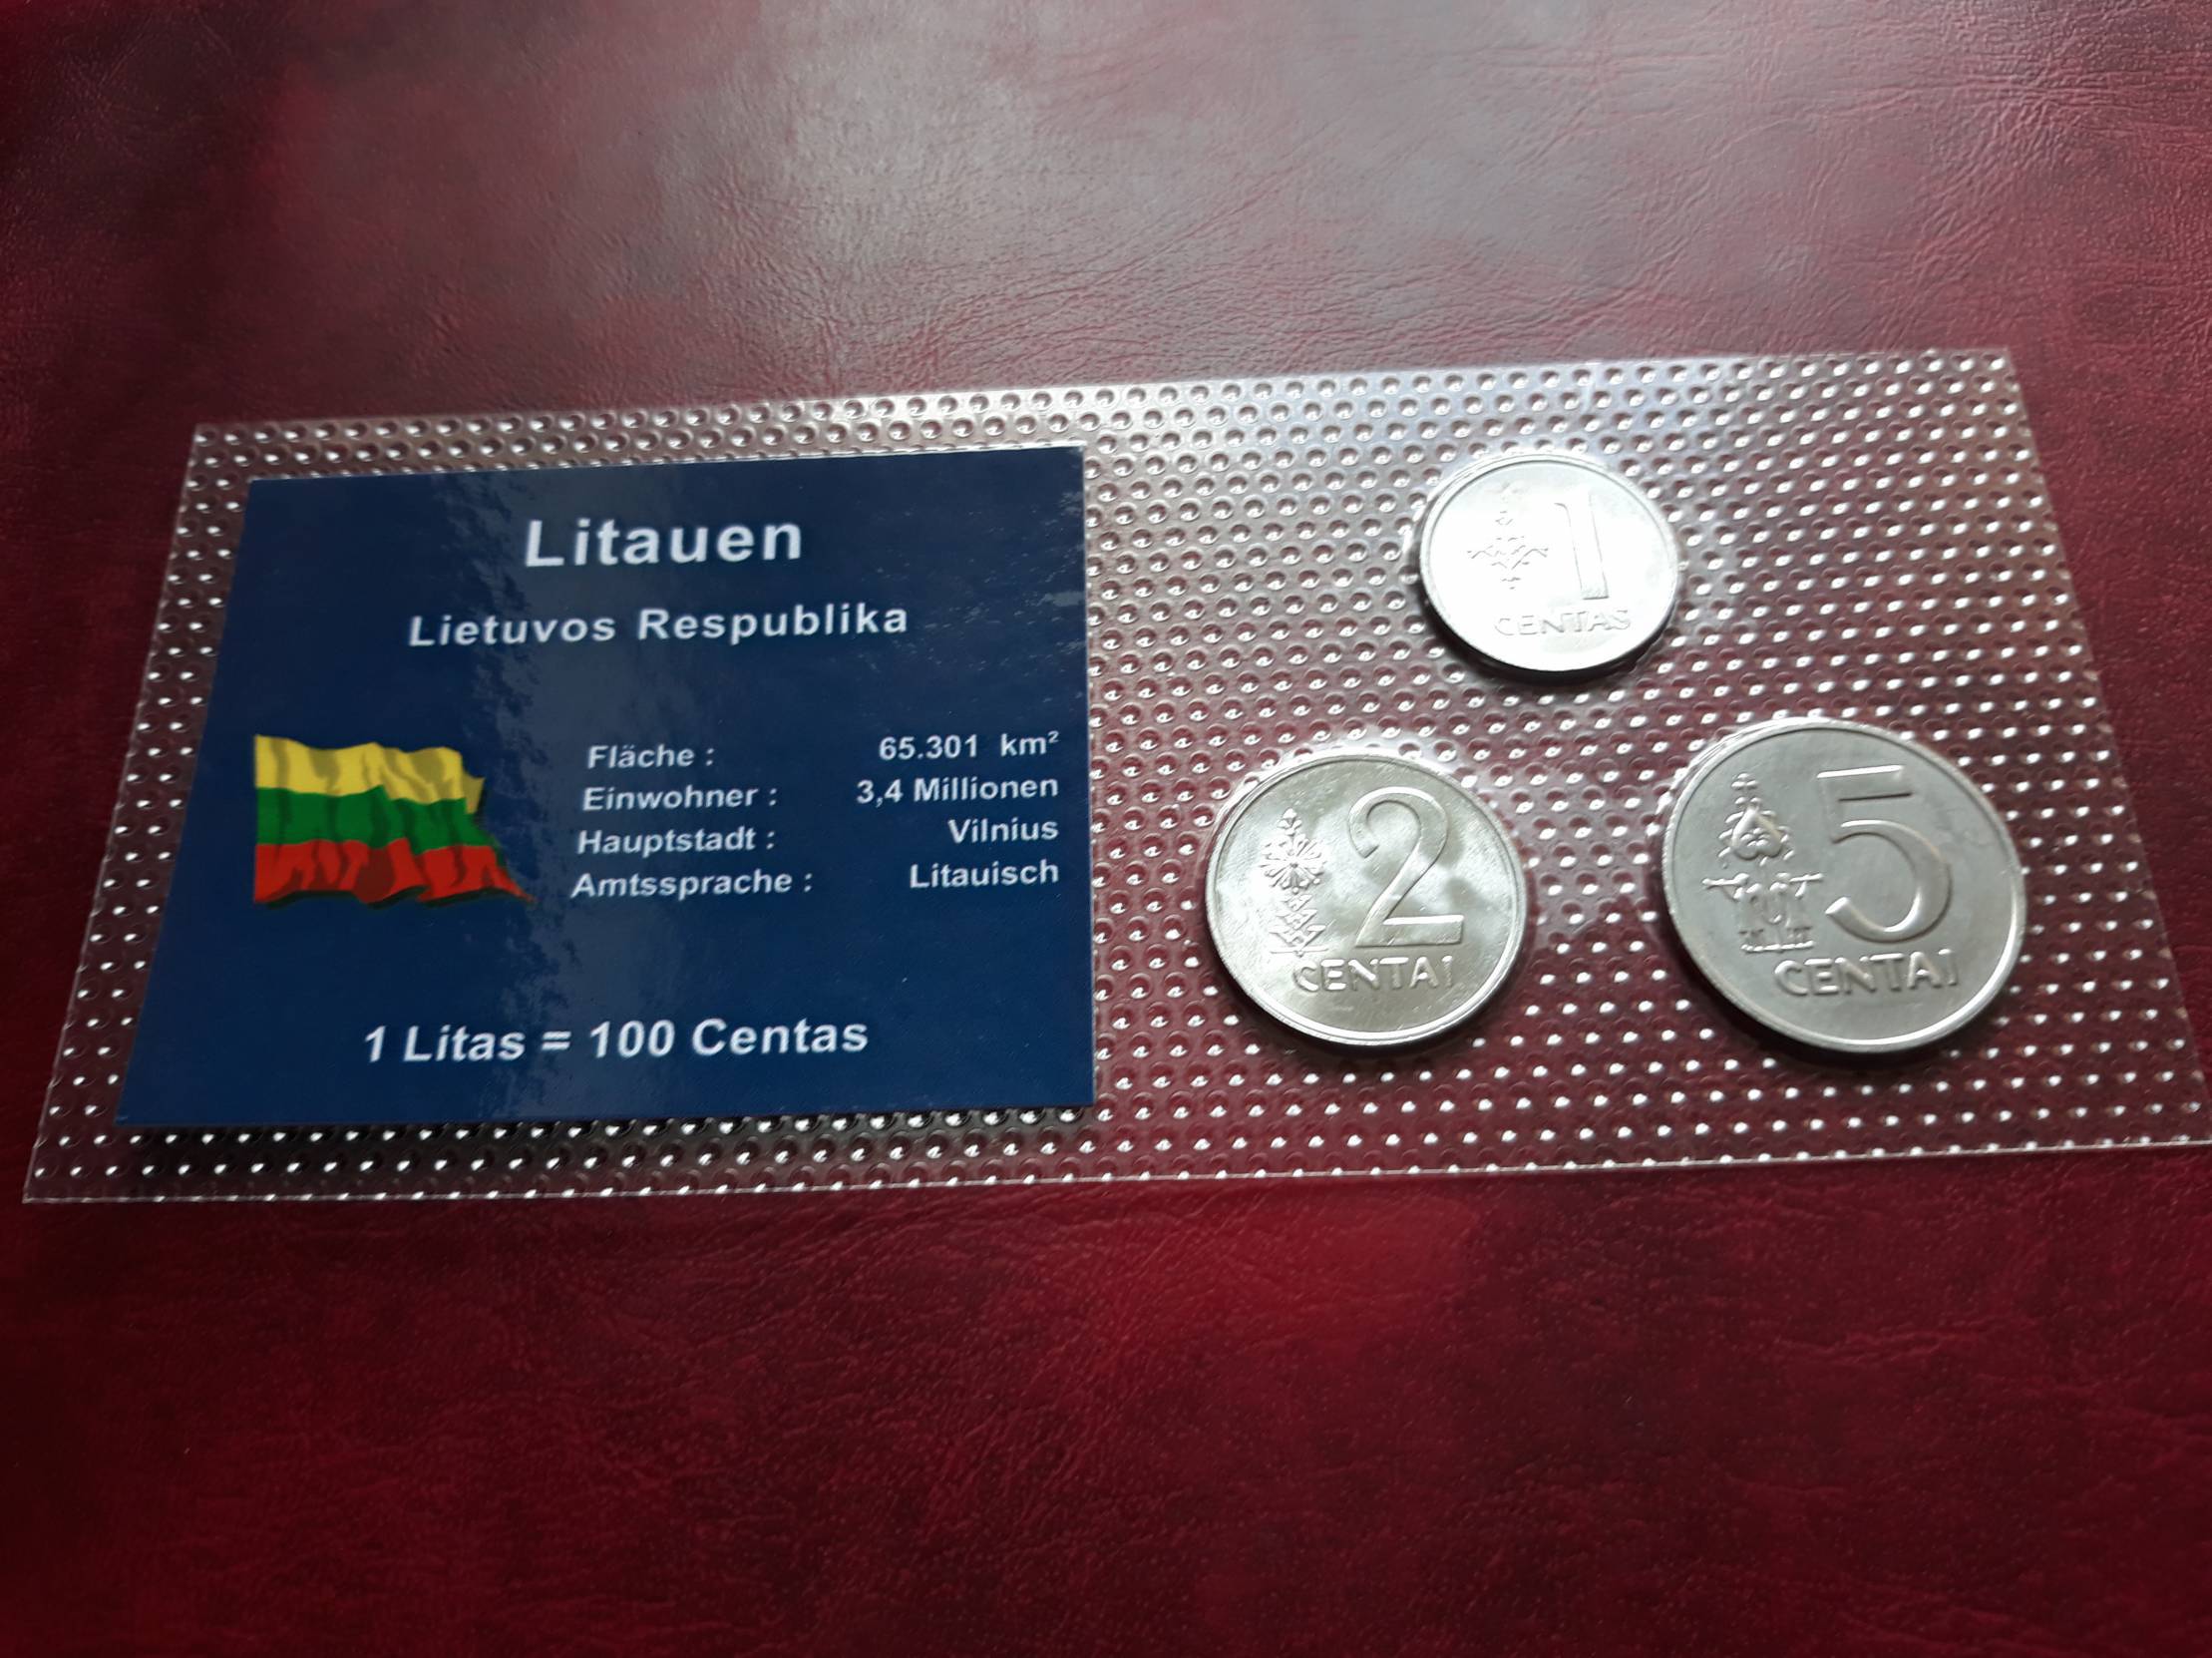 Litauen
Lietuvos Respublika
Fläche : 65.301 km²
Einwohner : 3,4 Millionen
Hauptstadt : Vilnius
Amtssprache : Litauisch
1 Litas = 100 Centas
1
CENTAS
2
CENTAI
5
CENTAI